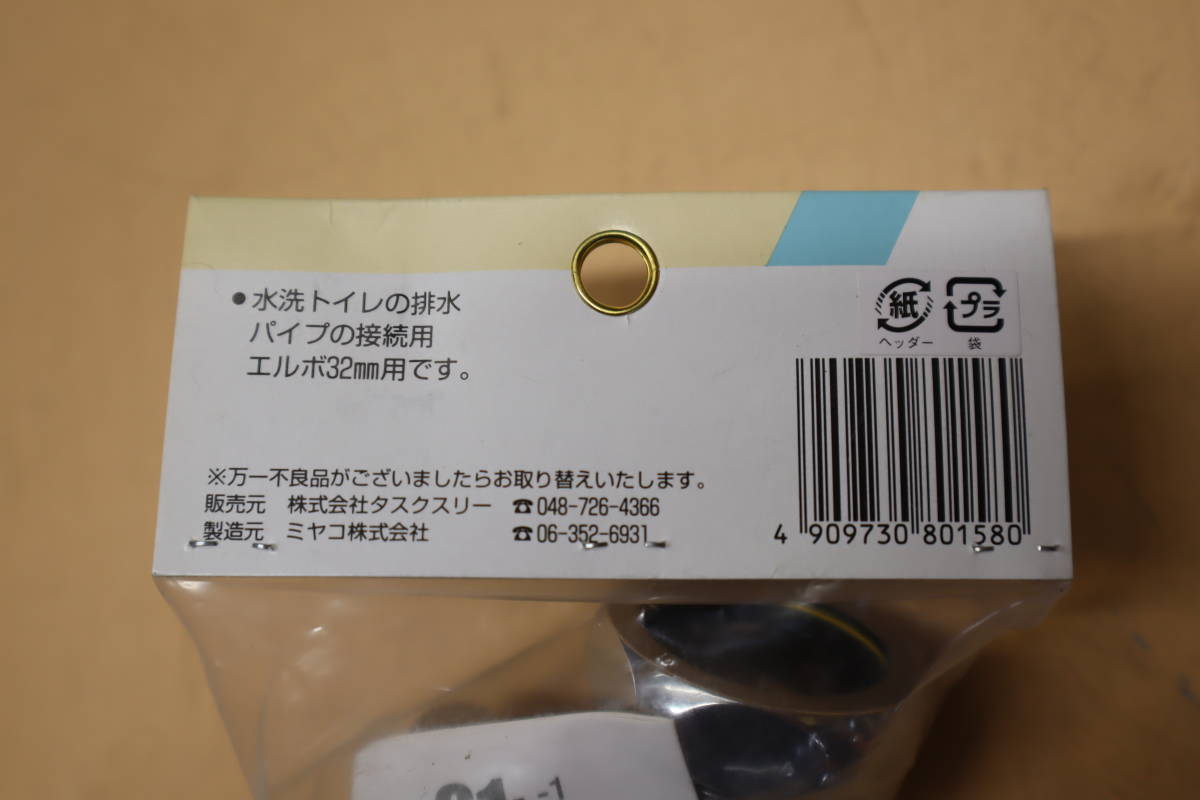 ●水洗トイレの排水
パイプの接続用
エルボ32mm用です。
紙
ヘッダー
プラ
袋
※万一不良品がございましたらお取り替えいたします。
販売元 株式会社タスクスリー ☎048-726-4366
製造元 ミヤコ株式会社 ☎06-352-6931
4 909730 801580